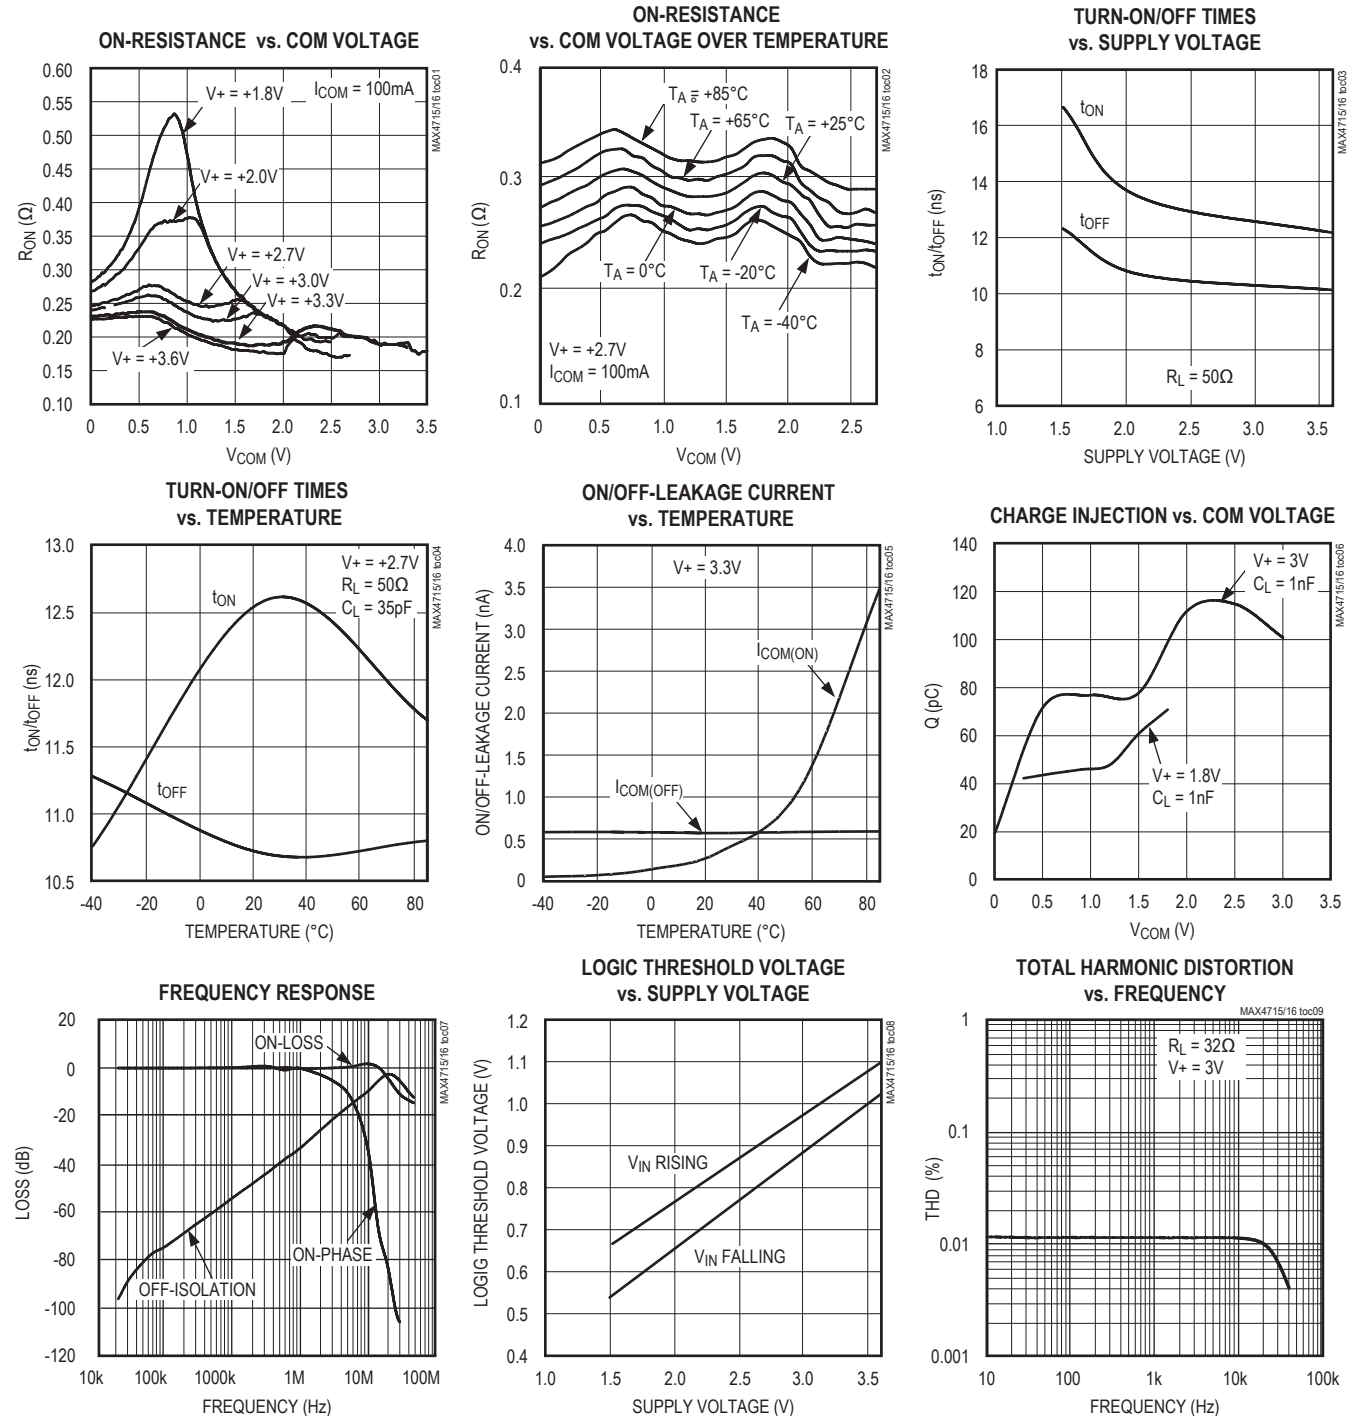 ON-RESISTANCE vs. COM VOLTAGE
MAX4715/16 toc01
RON (Ω)
0.60
0.55
0.50
0.45
0.40
0.35
0.30
0.25
0.20
0.15
0.10
V+ = +1.8V
ICOM = 100mA
V+ = +2.0V
V+ = +2.7V
V+ = +3.0V
V+ = +3.3V
V+ = +3.6V
0 0.5 1.0 1.5 2.0 2.5 3.0 3.5
VCOM (V)
ON-RESISTANCE
vs. COM VOLTAGE OVER TEMPERATURE
MAX4715/16 toc02
RON (Ω)
0.4
0.3
0.2
0.1
TA = +85°C
TA = +65°C
TA = +25°C
TA = 0°C
TA = -20°C
TA = -40°C
V+ = +2.7V
ICOM = 100mA
0 0.5 1.0 1.5 2.0 2.5
VCOM (V)
TURN-ON/OFF TIMES
vs. SUPPLY VOLTAGE
MAX4715/16 toc03
tON/tOFF (ns)
18
16
14
12
10
8
6
tON
tOFF
RL = 50Ω
1.0 1.5 2.0 2.5 3.0 3.5
SUPPLY VOLTAGE (V)
TURN-ON/OFF TIMES
vs. TEMPERATURE
MAX4715/16 toc04
tON/tOFF (ns)
13.0
12.5
12.0
11.5
11.0
10.5
V+ = +2.7V
RL = 50Ω
CL = 35pF
tON
tOFF
-40 -20 0 20 40 60 80
TEMPERATURE (°C)
ON/OFF-LEAKAGE CURRENT
vs. TEMPERATURE
MAX4715/16 toc05
ON/OFF-LEAKAGE CURRENT (nA)
4.0
3.5
3.0
2.5
2.0
1.5
1.0
0.5
0
V+ = 3.3V
ICOM(ON)
ICOM(OFF)
-40 -20 0 20 40 60 80
TEMPERATURE (°C)
CHARGE INJECTION vs. COM VOLTAGE
MAX4715/16 toc06
Q (pC)
140
120
100
80
60
40
20
0
V+ = 3V
CL = 1nF
V+ = 1.8V
CL = 1nF
0 0.5 1.0 1.5 2.0 2.5 3.0 3.5
VCOM (V)
FREQUENCY RESPONSE
MAX4715/16 toc07
LOSS (dB)
20
0
-20
-40
-60
-80
-100
-120
ON-LOSS
ON-PHASE
OFF-ISOLATION
10k 100k 1000k 1M 10M 100M
FREQUENCY (Hz)
LOGIC THRESHOLD VOLTAGE
vs. SUPPLY VOLTAGE
MAX4715/16 toc08
LOGIG THRESHOLD VOLTAGE (V)
1.2
1.1
1.0
0.9
0.8
0.7
0.6
0.5
0.4
VIN RISING
VIN FALLING
1.0 1.5 2.0 2.5 3.0 3.5
SUPPLY VOLTAGE (V)
TOTAL HARMONIC DISTORTION
vs. FREQUENCY
MAX4715/16 toc09
THD (%)
1
0.1
0.01
0.001
RL = 32Ω
V+ = 3V
10 100 1k 10k 100k
FREQUENCY (Hz)